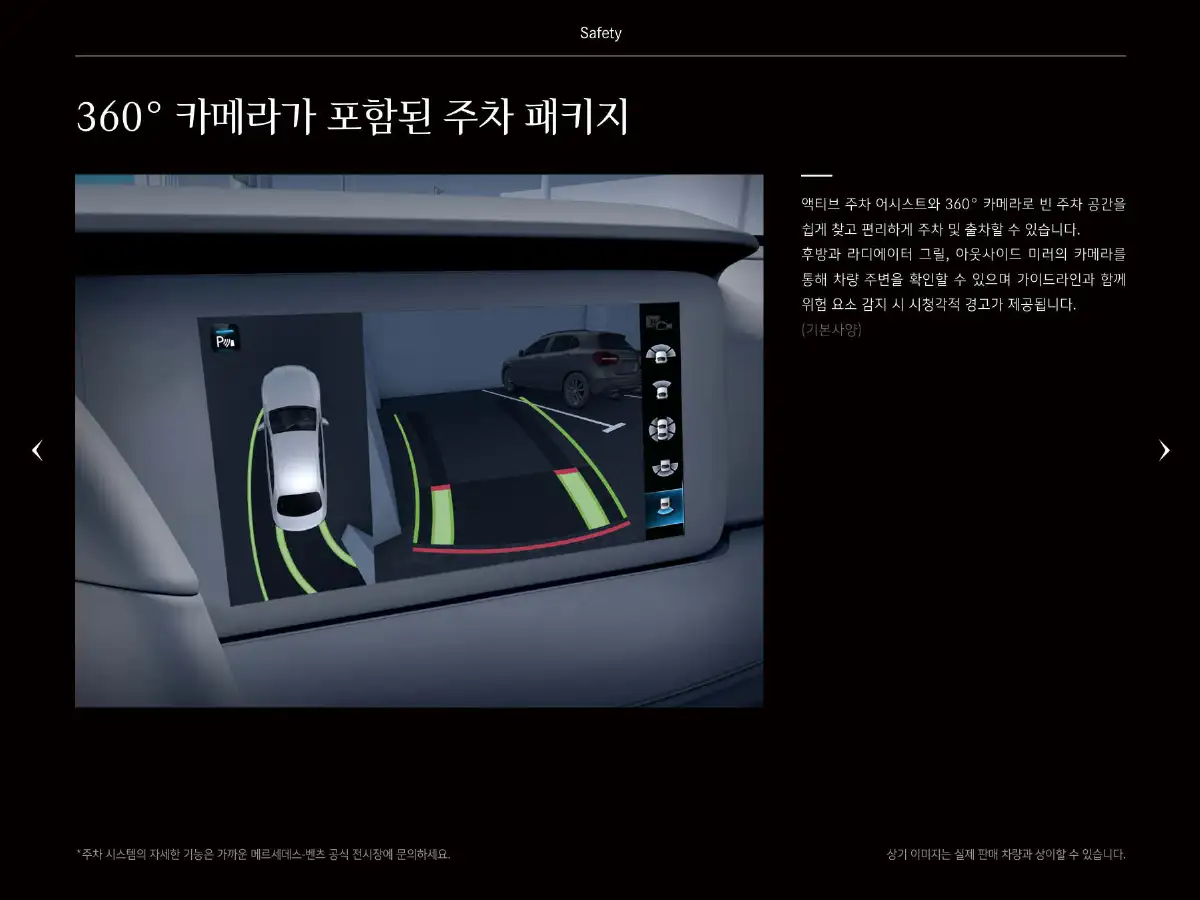 Safety
360° 카메라가 포함된 주차 패키지
액티브 주차 어시스트와 360° 카메라로 빈 주차 공간을
쉽게 찾고 편리하게 주차 및 출차할 수 있습니다.
후방과 라디에이터 그릴, 아웃사이드 미러의 카메라를
통해 차량 주변을 확인할 수 있으며 가이드라인과 함께
위험 요소 감지 시 시청각적 경고가 제공됩니다.
(기본사양)
P
*주차 시스템의 자세한 기능은 가까운 메르세데스-벤츠 공식 전시장에 문의하세요.
상기 이미지는 실제 판매 차량과 상이할 수 있습니다.